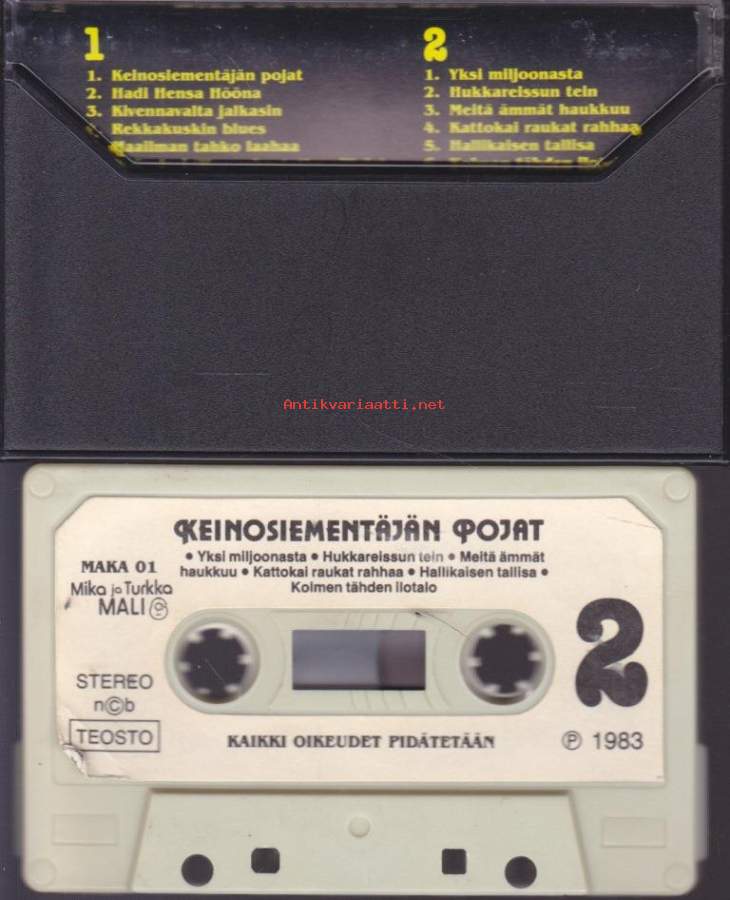 1
1. Keinosiementäjän pojat
2. Hadi Hensa Hööna
3. Kivennavalta jalkasin
Rekkakuskin blues
Maailman tahko laahaa
2
1. Yksi miljoonasta
2. Hukkareissun tein
3. Meitä ämmät haukkuu
4. Kattokai raukat rahhaa
5. Hallikaisen tallisa
Antikvariaatti.net
KEINOSIEMENTÄJÄN POJAT
• Yksi miljoonasta • Hukkareissun tein • Meitä ämmät
haukkuu • Kattokai raukat rahhaa • Hallikaisen tallisa •
Kolmen tähden ilotalo
MAKA 01
Mika ja Turkka
MALI
STEREO
n©b
TEOSTO
2
KAIKKI OIKEUDET PIDÄTETÄÄN
℗ 1983